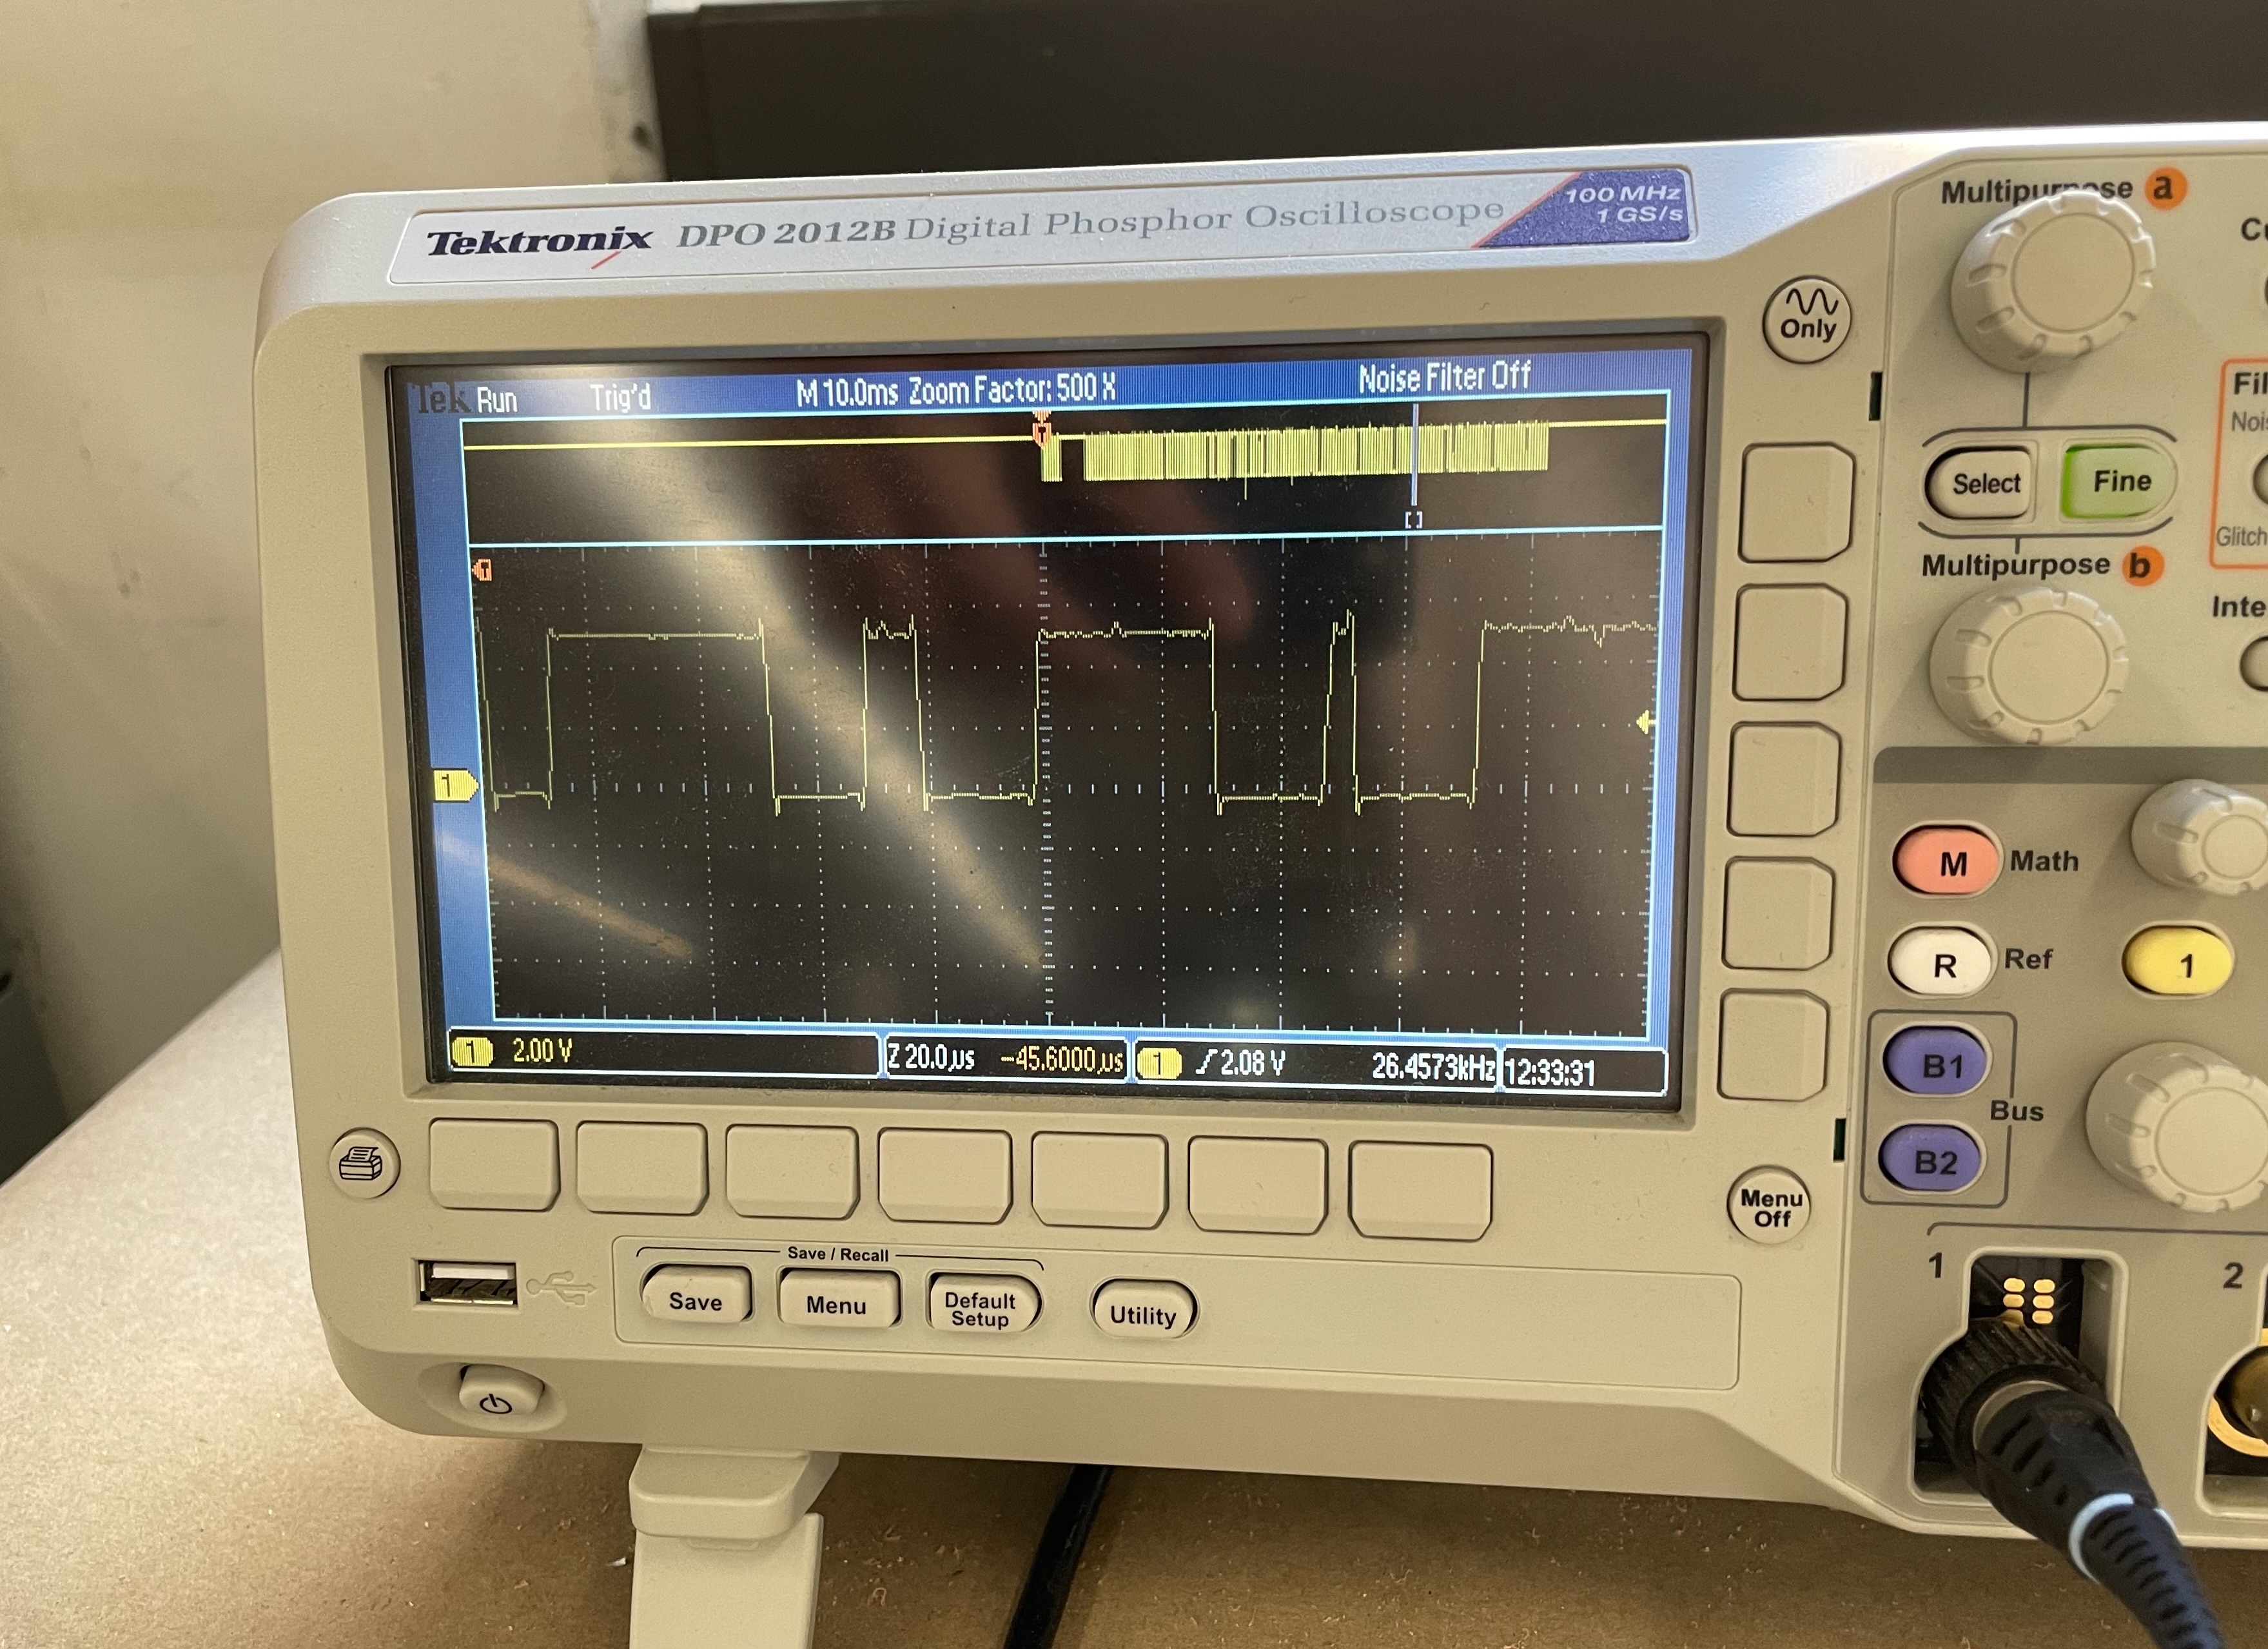 Tektronix DPO 2012B Digital Phosphor Oscilloscope
100 MHz
1 GS/s
Multipurpose a
Only
Tek Run Trig'd M 10.0ms Zoom Factor: 500 X Noise Filter Off
T
[ ]
T
1
Select
Fine
Multipurpose b
Glitch
M Math
R Ref
1
B1
B2
Bus
1 2.00 V Z 20.0µs -45.6000µs 1 2.08 V 26.4573kHz 12:33:31
Menu
Off
Save / Recall
Save
Menu
Default
Setup
Utility
1
2